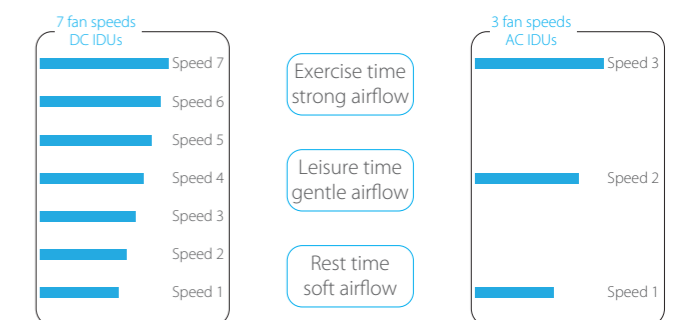 7 fan speeds
DC IDUs
Speed 7
Speed 6
Speed 5
Speed 4
Speed 3
Speed 2
Speed 1
Exercise time
strong airflow
Leisure time
gentle airflow
Rest time
soft airflow
3 fan speeds
AC IDUs
Speed 3
Speed 2
Speed 1